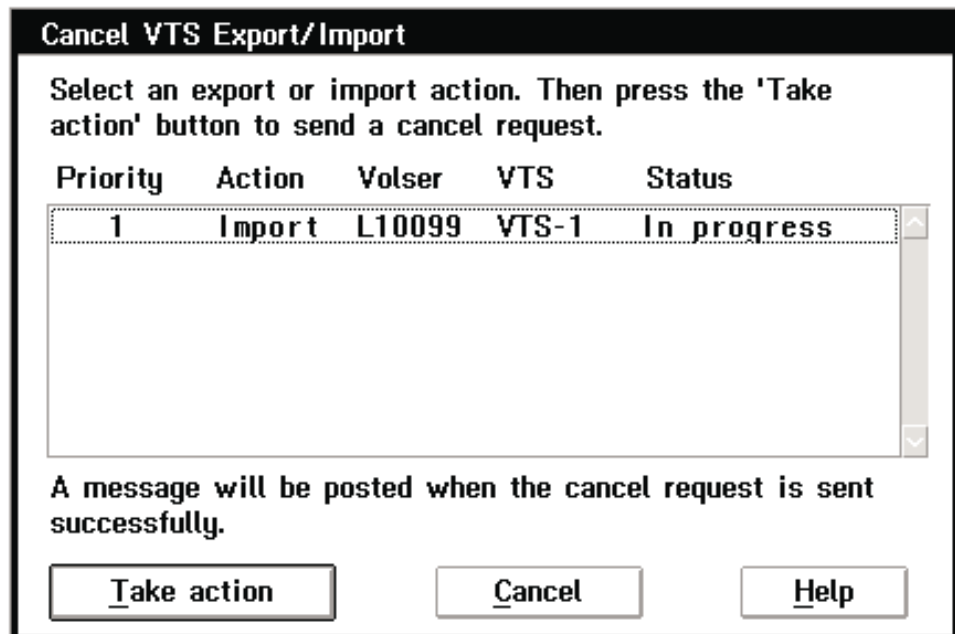 Cancel VTS Export/Import
Select an export or import action. Then press the 'Take
action' button to send a cancel request.
Priority Action Volser VTS Status
1 Import L10099 VTS-1 In progress
A message will be posted when the cancel request is sent
successfully.
Take action Cancel Help